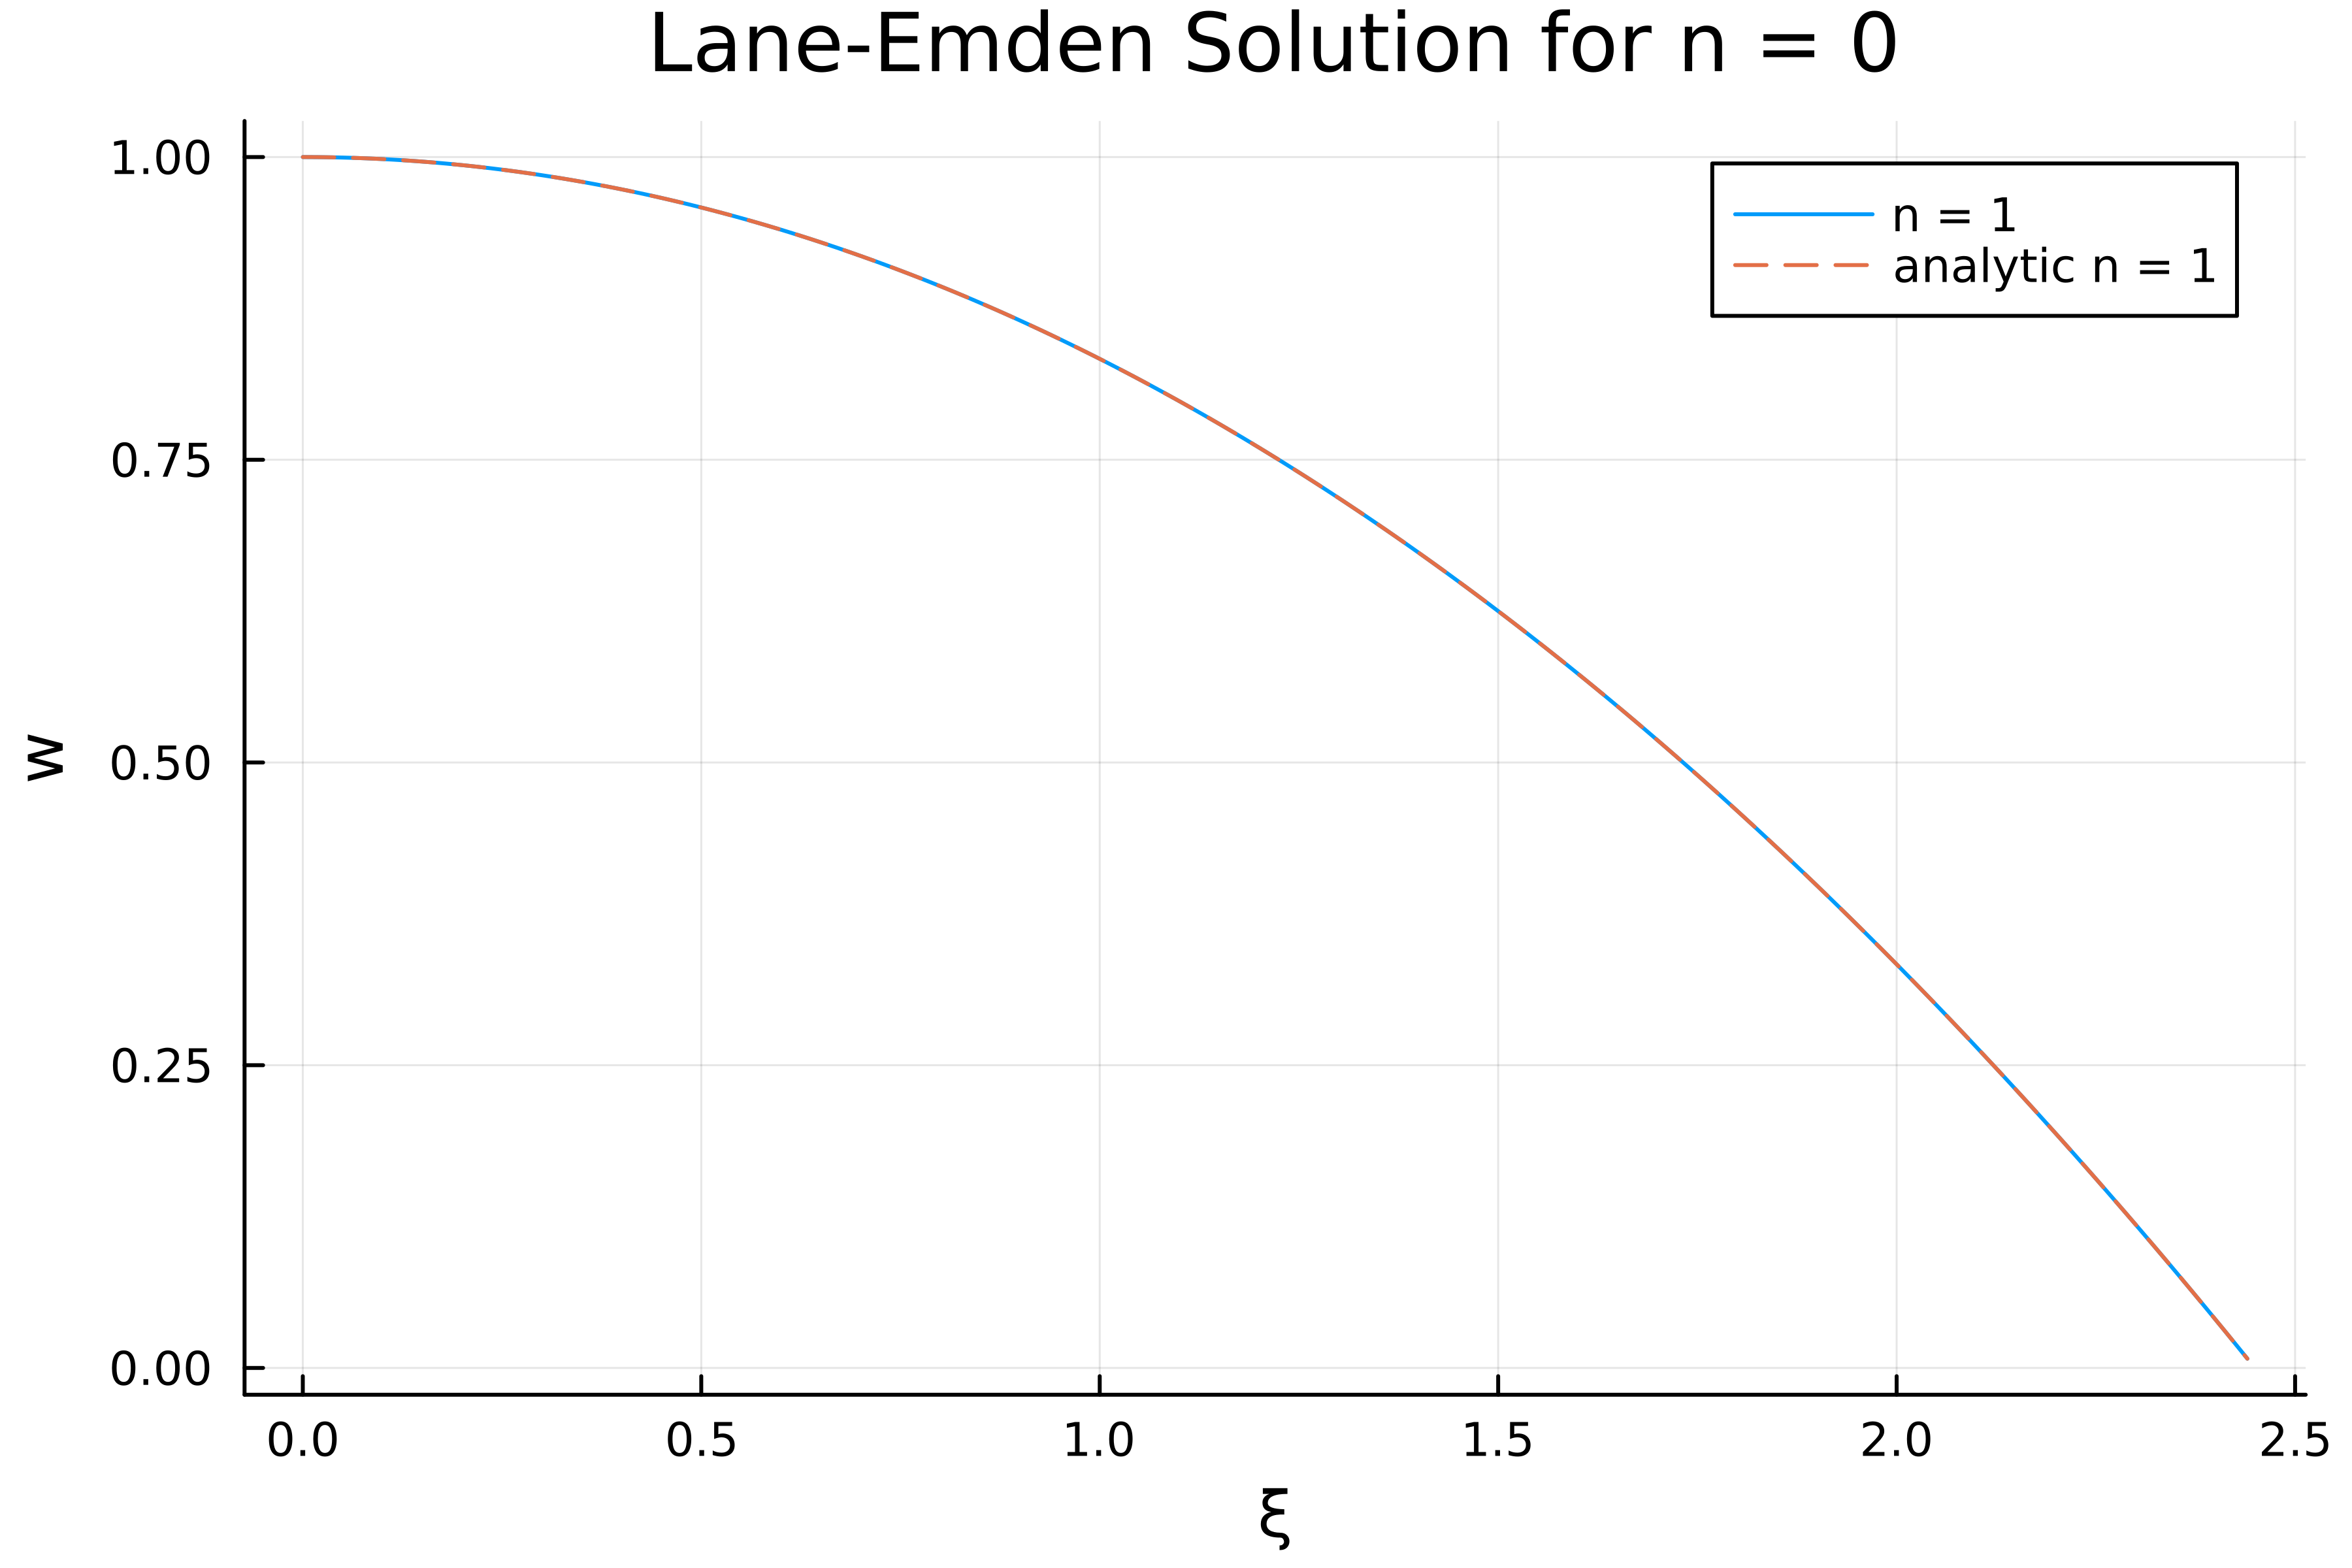 Lane-Emden Solution for n = 0
n = 1
analytic n = 1
1.00
0.75
0.50
0.25
0.00
w
0.0 0.5 1.0 1.5 2.0 2.5
ξ